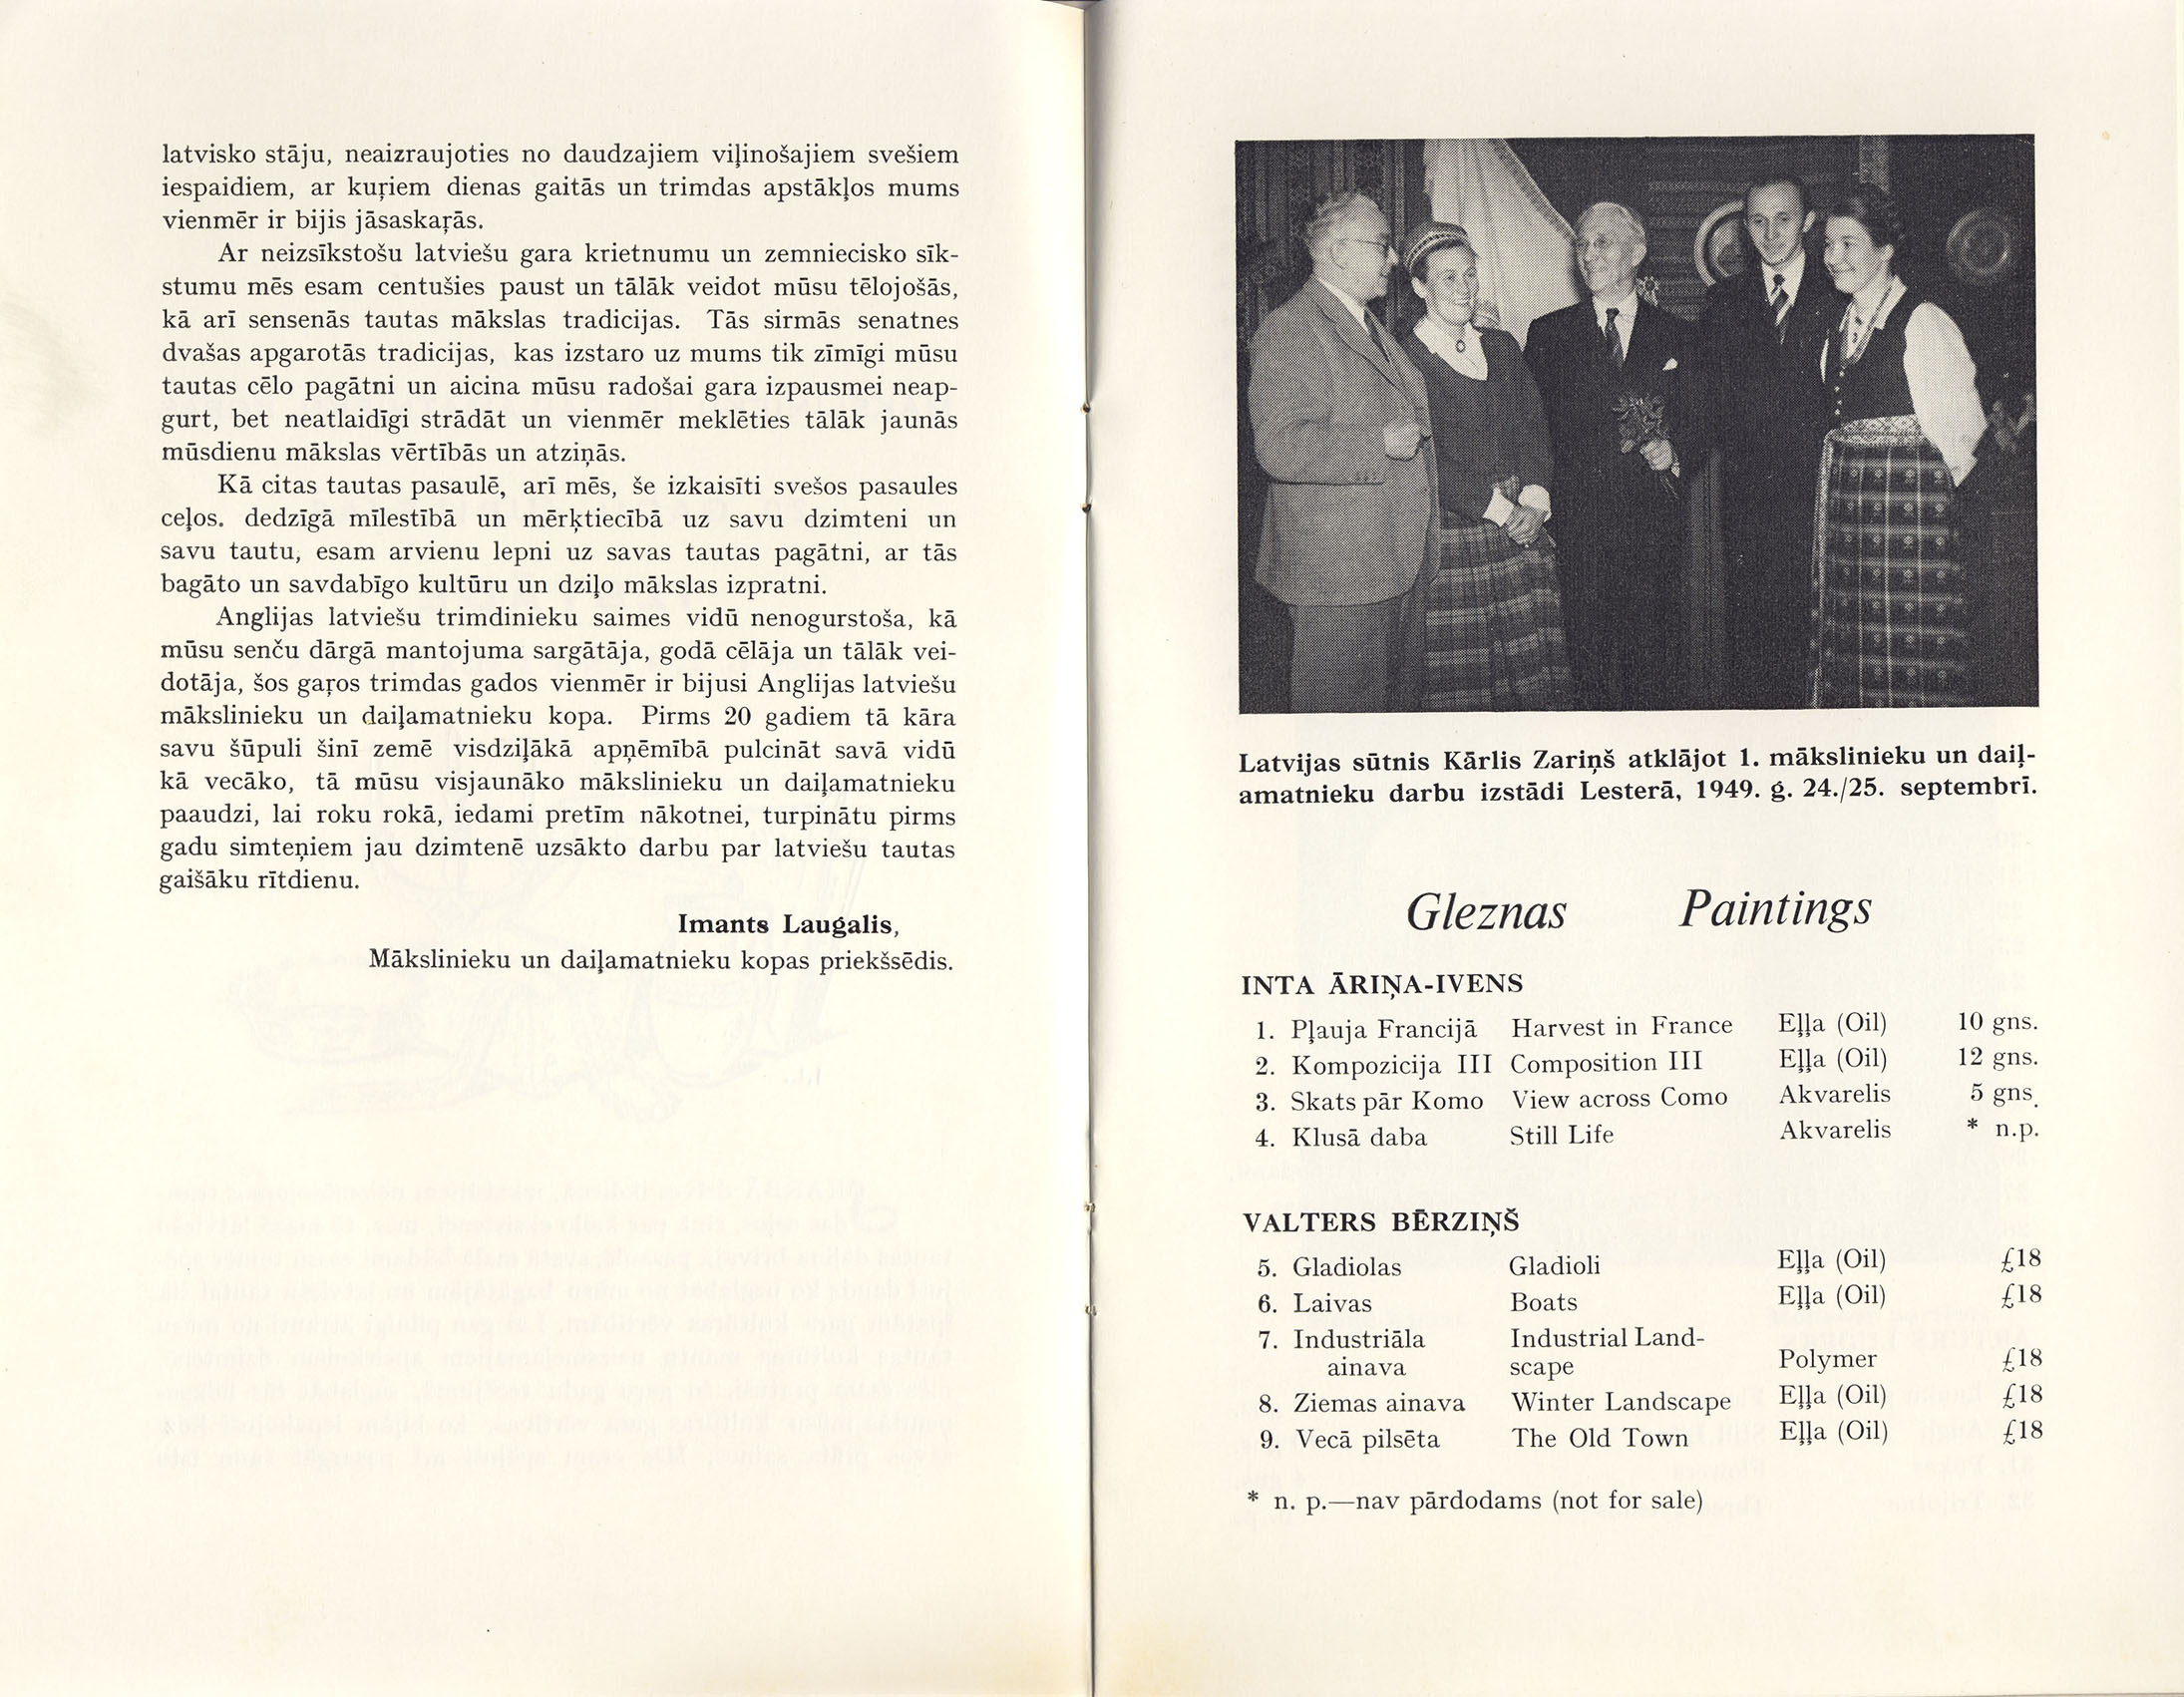 latvisko stāju, neaizraujoties no daudzajiem viļinošajiem svešiem
iespaidiem, ar kuŗiem dienas gaitās un trimdas apstākļos mums
vienmēr ir bijis jāsaskaŗās.
Ar neizsīkstošu latviešu gara krietnumu un zemniecisko sīk-
stumu mēs esam centušies paust un tālāk veidot mūsu tēlojošās,
kā arī sensenās tautas mākslas tradicijas. Tās sirmās senatnes
dvašas apgarotās tradicijas, kas izstaro uz mums tik zīmīgi mūsu
tautas cēlo pagātni un aicina mūsu radošai gara izpausmei neap-
gurt, bet neatlaidīgi strādāt un vienmēr meklēties tālāk jaunās
mūsdienu mākslas vērtībās un atziņās.
Kā citas tautas pasaulē, arī mēs, še izkaisīti svešos pasaules
ceļos. dedzīgā mīlestībā un mērķtiecībā uz savu dzimteni un
savu tautu, esam arvienu lepni uz savas tautas pagātni, ar tās
bagāto un savdabīgo kultūru un dziļo mākslas izpratni.
Anglijas latviešu trimdinieku saimes vidū nenogurstoša, kā
mūsu senču dārgā mantojuma sargātāja, godā cēlāja un tālāk vei-
dotāja, šos gaŗos trimdas gados vienmēr ir bijusi Anglijas latviešu
mākslinieku un daiļamatnieku kopa. Pirms 20 gadiem tā kāra
savu šūpuli šinī zemē visdziļākā apņēmībā pulcināt savā vidū
kā vecāko, tā mūsu visjaunāko mākslinieku un daiļamatnieku
paaudzi, lai roku rokā, iedami pretīm nākotnei, turpinātu pirms
gadu simteņiem jau dzimtenē uzsākto darbu par latviešu tautas
gaišāku rītdienu.
Imants Laugalis,
Mākslinieku un daiļamatnieku kopas priekšsēdis.
Latvijas sūtnis Kārlis Zariņš atklājot 1. mākslinieku un daiļ-
amatnieku darbu izstādi Lesterā, 1949. g. 24./25. septembrī.
Gleznas Paintings
INTA ĀRIŅA-IVENS
1. Pļauja Francijā Harvest in France Eļļa (Oil) 10 gns.
2. Kompozicija III Composition III Eļļa (Oil) 12 gns.
3. Skats pār Komo View across Como Akvarelis 5 gns.
4. Klusā daba Still Life Akvarelis * n.p.
VALTERS BĒRZIŅŠ
5. Gladiolas Gladioli Eļļa (Oil) £18
6. Laivas Boats Eļļa (Oil) £18
7. Industriāla Industrial Land-
ainava scape Polymer £18
8. Ziemas ainava Winter Landscape Eļļa (Oil) £18
9. Vecā pilsēta The Old Town Eļļa (Oil) £18
* n. p.—nav pārdodams (not for sale)